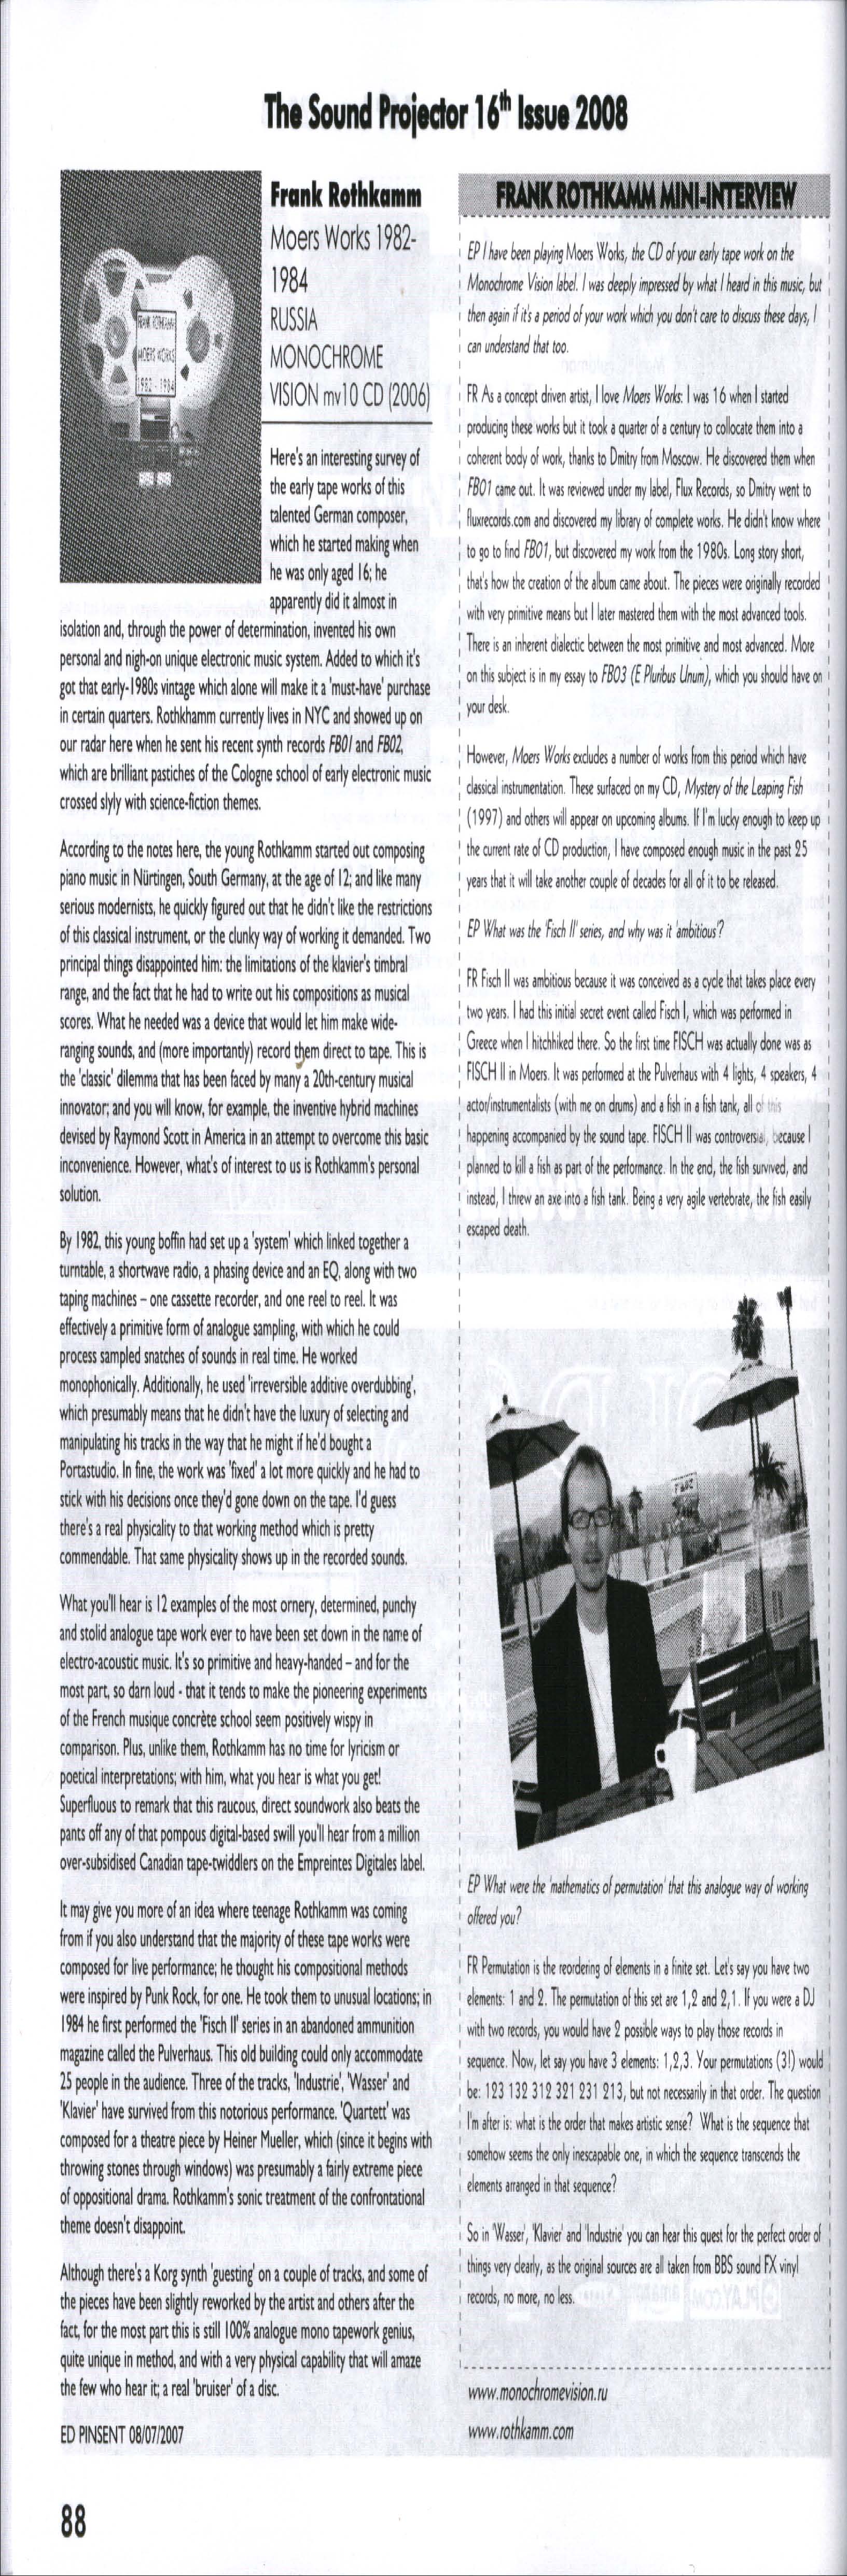 The Sound Projector 16th Issue 2008
FRANK ROTHKAMM
MOERS WORKS
1982 - 1984
Frank Rothkamm
Moers Works 1982-
1984
RUSSIA
MONOCHROME
VISION mv10 CD (2006)
Here's an interesting survey of
the early tape works of this
talented German composer,
which he started making when
he was only aged 16; he
apparently did it almost in
isolation and, through the power of determination, invented his own
personal and nigh-on unique electronic music system. Added to which it's
got that early-1980s vintage which alone will make it a 'must-have' purchase
in certain quarters. Rothkhamm currently lives in NYC and showed up on
our radar here when he sent his recent synth records FB01 and FB02,
which are brilliant pastiches of the Cologne school of early electronic music
crossed slyly with science-fiction themes.
According to the notes here, the young Rothkamm started out composing
piano music in Nürtingen, South Germany, at the age of 12; and like many
serious modernists, he quickly figured out that he didn't like the restrictions
of this classical instrument, or the clunky way of working it demanded. Two
principal things disappointed him: the limitations of the klavier's timbral
range, and the fact that he had to write out his compositions as musical
scores. What he needed was a device that would let him make wide-
ranging sounds, and (more importantly) record them direct to tape. This is
the 'classic' dilemma that has been faced by many a 20th-century musical
innovator; and you will know, for example, the inventive hybrid machines
devised by Raymond Scott in America in an attempt to overcome this basic
inconvenience. However, what's of interest to us is Rothkamm's personal
solution.
By 1982, this young boffin had set up a 'system' which linked together a
turntable, a shortwave radio, a phasing device and an EQ, along with two
taping machines – one cassette recorder, and one reel to reel. It was
effectively a primitive form of analogue sampling, with which he could
process sampled snatches of sounds in real time. He worked
monophonically. Additionally, he used 'irreversible additive overdubbing',
which presumably means that he didn't have the luxury of selecting and
manipulating his tracks in the way that he might if he'd bought a
Portastudio. In fine, the work was 'fixed' a lot more quickly and he had to
stick with his decisions once they'd gone down on the tape. I'd guess
there's a real physicality to that working method which is pretty
commendable. That same physicality shows up in the recorded sounds.
What you'll hear is 12 examples of the most ornery, determined, punchy
and stolid analogue tape work ever to have been set down in the name of
electro-acoustic music. It's so primitive and heavy-handed – and for the
most part, so darn loud - that it tends to make the pioneering experiments
of the French musique concrète school seem positively wispy in
comparison. Plus, unlike them, Rothkamm has no time for lyricism or
poetical interpretations; with him, what you hear is what you get!
Superfluous to remark that this raucous, direct soundwork also beats the
pants off any of that pompous digital-based swill you'll hear from a million
over-subsidised Canadian tape-twiddlers on the Empreintes Digitales label.
It may give you more of an idea where teenage Rothkamm was coming
from if you also understand that the majority of these tape works were
composed for live performance; he thought his compositional methods
were inspired by Punk Rock, for one. He took them to unusual locations; in
1984 he first performed the 'Fisch II' series in an abandoned ammunition
magazine called the Pulverhaus. This old building could only accommodate
25 people in the audience. Three of the tracks, 'Industrie', 'Wasser' and
'Klavier' have survived from this notorious performance. 'Quartett' was
composed for a theatre piece by Heiner Mueller, which (since it begins with
throwing stones through windows) was presumably a fairly extreme piece
of oppositional drama. Rothkamm's sonic treatment of the confrontational
theme doesn't disappoint.
Although there's a Korg synth 'guesting' on a couple of tracks, and some of
the pieces have been slightly reworked by the artist and others after the
fact, for the most part this is still 100% analogue mono tapework genius,
quite unique in method, and with a very physical capability that will amaze
the few who hear it; a real 'bruiser' of a disc.
ED PINSENT 08/07/2007
FRANK ROTHKAMM MINI-INTERVIEW
EP I have been playing Moers Works, the CD of your early tape work on the
Monochrome Vision label. I was deeply impressed by what I heard in this music, but
then again if it's a period of your work which you don't care to discuss these days, I
can understand that too.
FR As a concept driven artist, I love Moers Works. I was 16 when I started
producing these works but it took a quarter of a century to collocate them into a
coherent body of work, thanks to Dmitry from Moscow. He discovered them when
FB01 came out. It was reviewed under my label, Flux Records, so Dmitry went to
fluxrecords.com and discovered my library of complete works. He didn't know where
to go to find FB01, but discovered my work from the 1980s. Long story short,
that's how the creation of the album came about. The pieces were originally recorded
with very primitive means but I later mastered them with the most advanced tools.
There is an inherent dialectic between the most primitive and most advanced. More
on this subject is in my essay to FB03 (E Pluribus Unum), which you should have on
your desk.
However, Moers Works excludes a number of works from this period which have
classical instrumentation. These surfaced on my CD, Mystery of the Leaping Fish
(1997) and others will appear on upcoming albums. If I'm lucky enough to keep up
the current rate of CD production, I have composed enough music in the past 25
years that it will take another couple of decades for all of it to be released.
EP What was the 'Fisch II' series, and why was it 'ambitious'?
FR Fisch II was ambitious because it was conceived as a cycle that takes place every
two years. I had this initial secret event called Fisch I, which was performed in
Greece when I hitchhiked there. So the first time FISCH was actually done was as
FISCH II in Moers. It was performed at the Pulverhaus with 4 lights, 4 speakers, 4
actor/instrumentalists (with me on drums) and a fish in a fish tank, all of this
happening accompanied by the sound tape. FISCH II was controversial, because I
planned to kill a fish as part of the performance. In the end, the fish survived, and
instead, I threw an axe into a fish tank. Being a very agile vertebrate, the fish easily
escaped death.
EP What were the 'mathematics of permutation' that this analogue way of working
offered you?
FR Permutation is the reordering of elements in a finite set. Let's say you have two
elements: 1 and 2. The permutation of this set are 1,2 and 2,1. If you were a DJ
with two records, you would have 2 possible ways to play those records in
sequence. Now, let say you have 3 elements: 1,2,3. Your permutations (3!) would
be: 123 132 312 321 231 213, but not necessarily in that order. The question
I'm after is: what is the order that makes artistic sense? What is the sequence that
somehow seems the only inescapable one, in which the sequence transcends the
elements arranged in that sequence?
So in 'Wasser', 'Klavier' and 'Industrie' you can hear this quest for the perfect order of
things very clearly, as the original sources are all taken from BBS sound FX vinyl
records, no more, no less.
www.monochromevision.ru
www.rothkamm.com
88